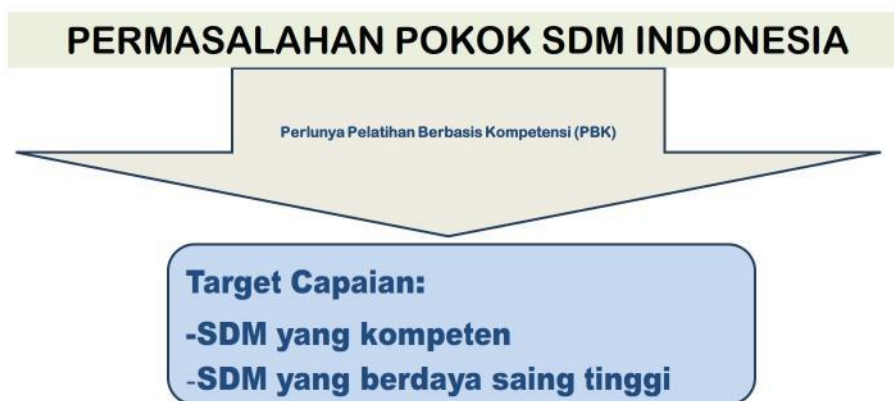 PERMASALAHAN POKOK SDM INDONESIA
Perlunya Pelatihan Berbasis Kompetensi (PBK)
Target Capaian:
-SDM yang kompeten
-SDM yang berdaya saing tinggi